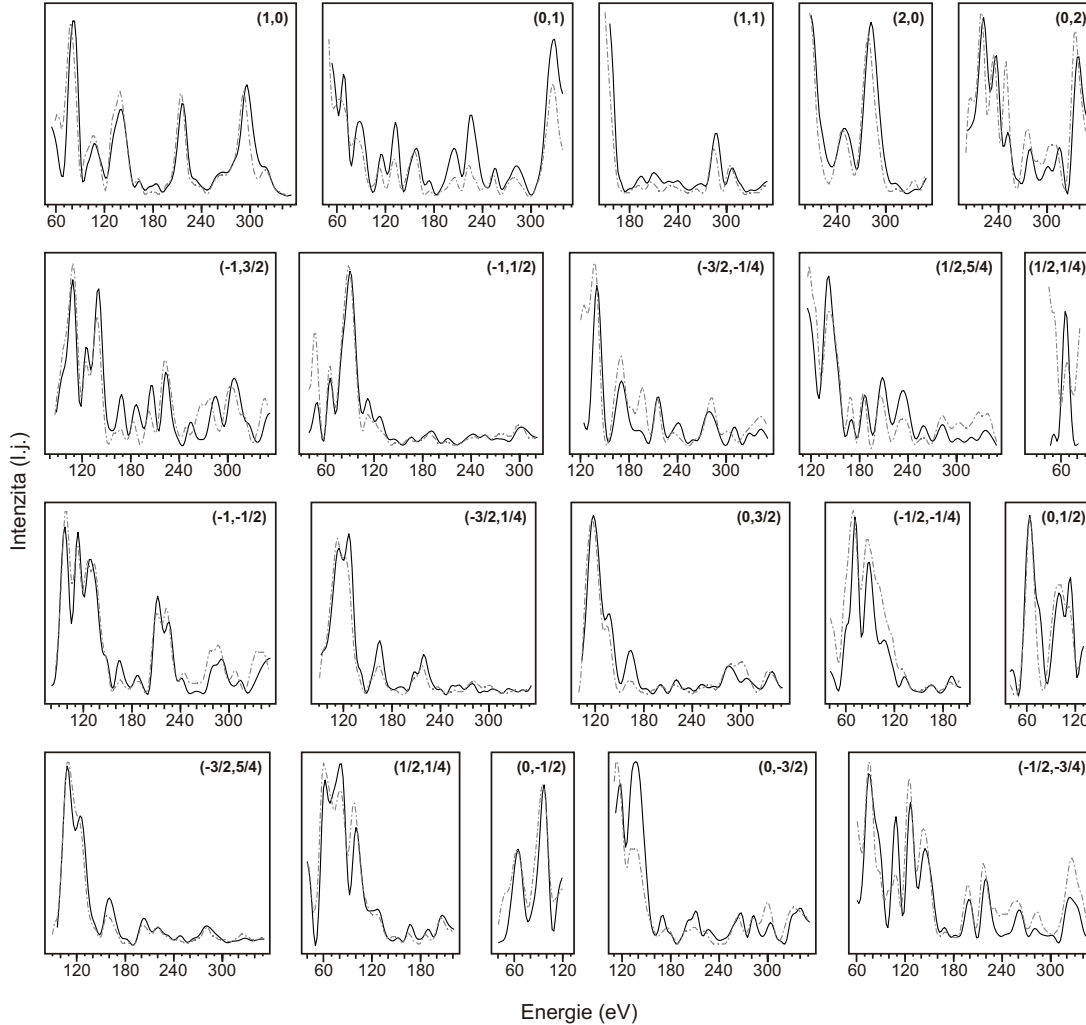 (1,0) (0,1) (1,1) (2,0) (0,2)
60 120 180 240 300 60 120 180 240 300 180 240 300 240 300 240 300
(-1,3/2) (-1,1/2) (-3/2,-1/4) (1/2,5/4) (1/2,1/4)
120 180 240 300 60 120 180 240 300 120 180 240 300 120 180 240 300 60
Intenzita (l.j.)
(-1,-1/2) (-3/2,1/4) (0,3/2) (-1/2,-1/4) (0,1/2)
120 180 240 300 60 120 180 240 300 120 180 240 300 60 120 180 60 120
(-3/2,5/4) (1/2,1/4) (0,-1/2) (0,-3/2) (-1/2,-3/4)
120 180 240 300 60 120 180 60 120 120 180 240 300 60 120 180 240 300
Energie (eV)